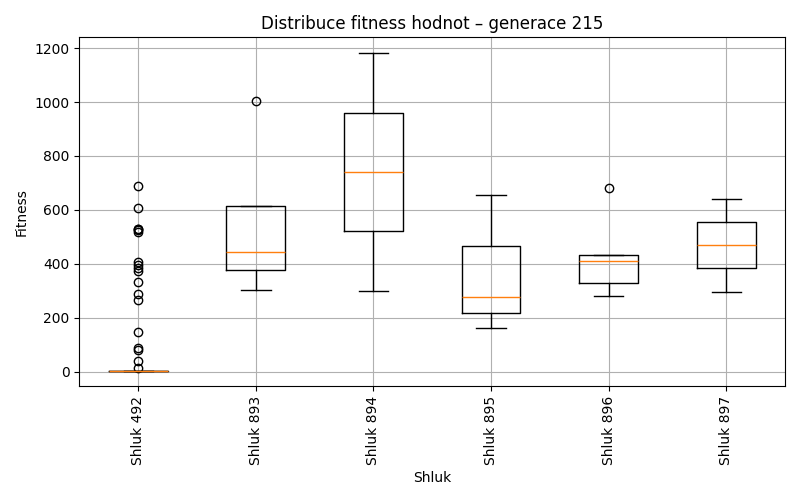 Distribuce fitness hodnot – generace 215
Fitness
1200
1000
800
600
400
200
0
Shluk 492
Shluk 893
Shluk 894
Shluk 895
Shluk 896
Shluk 897
Shluk